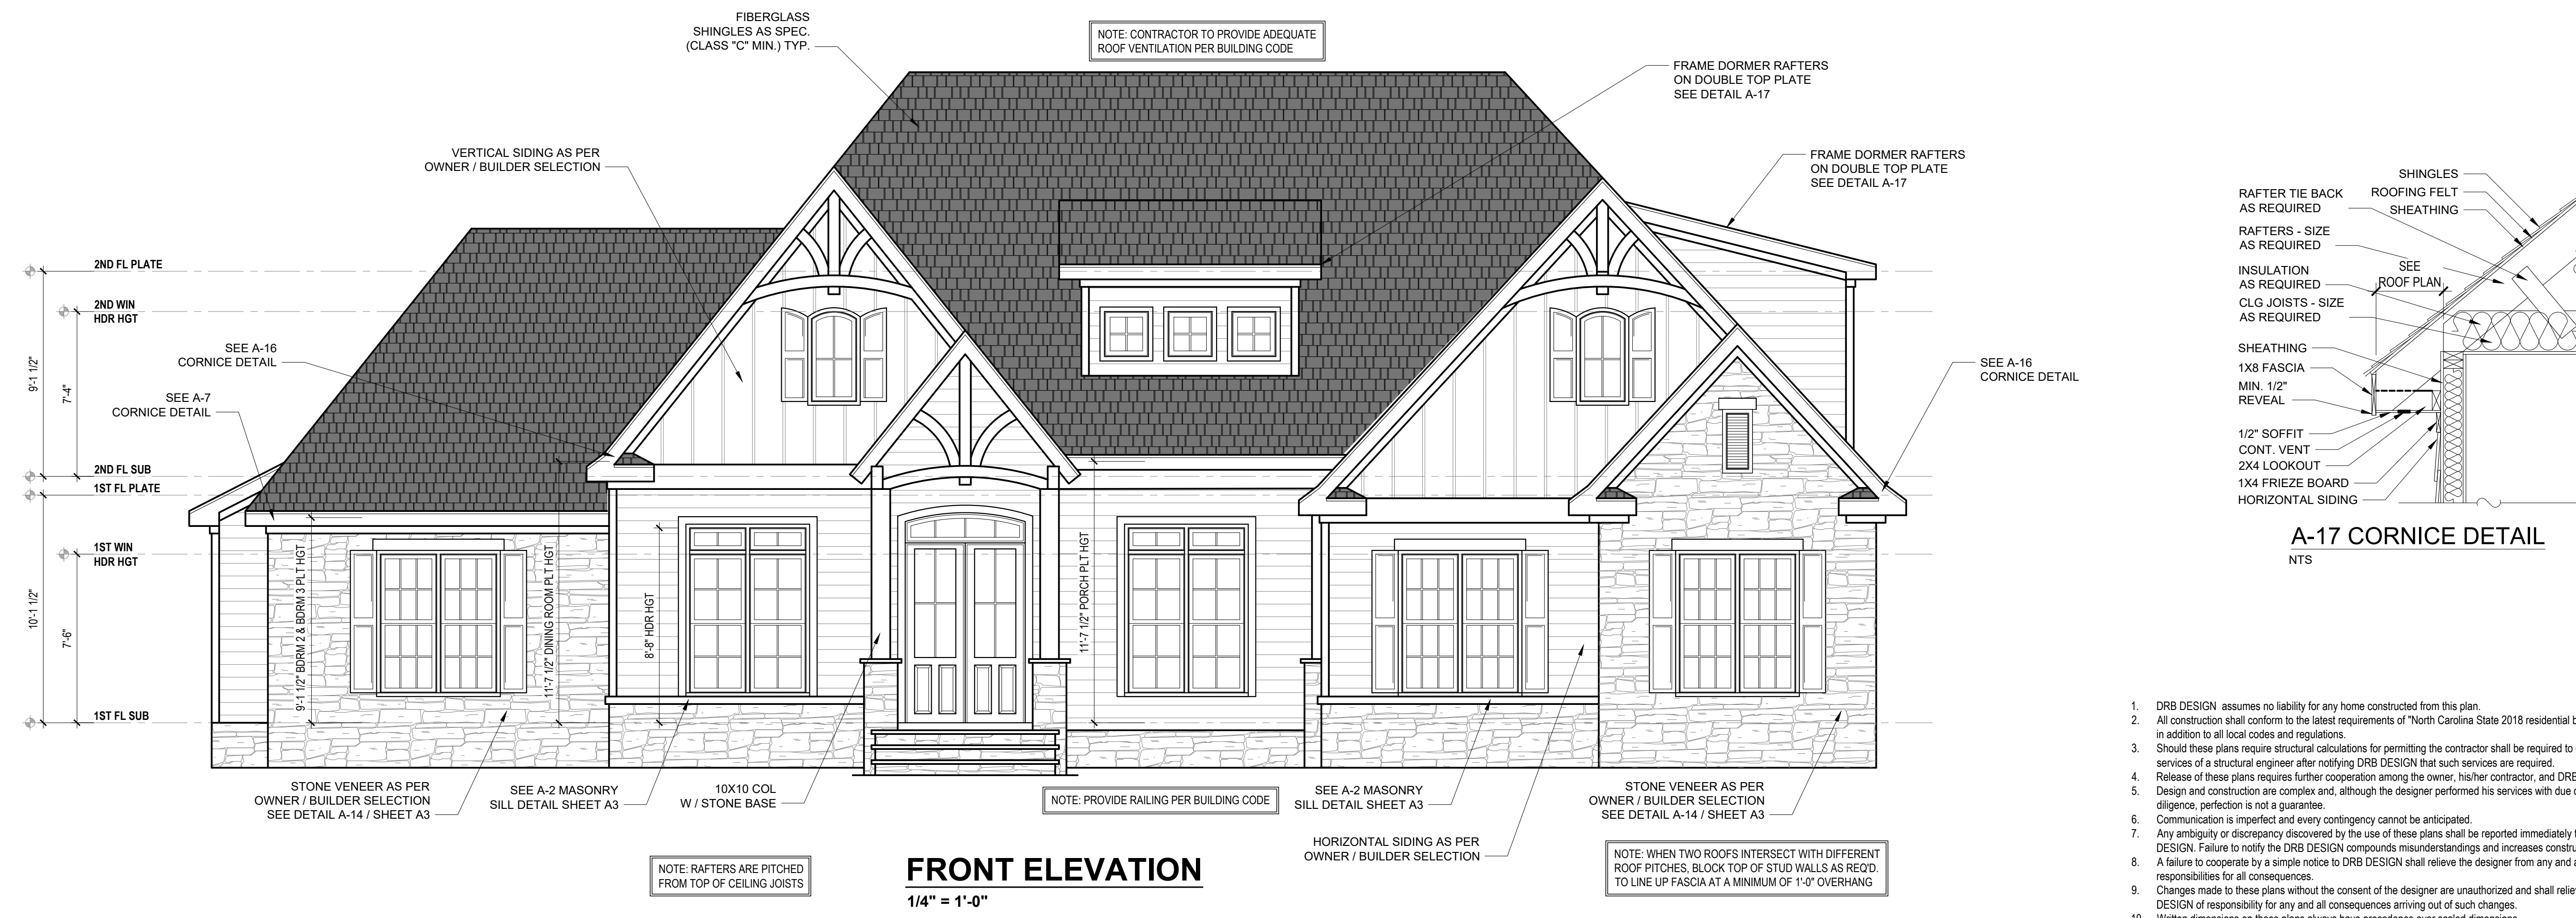 FIBERGLASS
SHINGLES AS SPEC.
(CLASS "C" MIN.) TYP.
NOTE: CONTRACTOR TO PROVIDE ADEQUATE
ROOF VENTILATION PER BUILDING CODE
FRAME DORMER RAFTERS
ON DOUBLE TOP PLATE
SEE DETAIL A-17
VERTICAL SIDING AS PER
OWNER / BUILDER SELECTION
FRAME DORMER RAFTERS
ON DOUBLE TOP PLATE
SEE DETAIL A-17
2ND FL PLATE
2ND WIN
HDR HGT
9'-1 1/2"
7'-4"
SEE A-16
CORNICE DETAIL
SEE A-7
CORNICE DETAIL
SEE A-16
CORNICE DETAIL
2ND FL SUB
1ST FL PLATE
1ST WIN
HDR HGT
10'-1 1/2"
7'-6"
1ST FL SUB
9'-1 1/2" BDRM 2 & BDRM 3 PLT HGT
11'-7 1/2" DINING ROOM PLT HGT
8'-8" HDR HGT
11'-7 1/2" PORCH PLT HGT
STONE VENEER AS PER
OWNER / BUILDER SELECTION
SEE DETAIL A-14 / SHEET A3
SEE A-2 MASONRY
SILL DETAIL SHEET A3
10X10 COL
W / STONE BASE
NOTE: PROVIDE RAILING PER BUILDING CODE
SEE A-2 MASONRY
SILL DETAIL SHEET A3
STONE VENEER AS PER
OWNER / BUILDER SELECTION
SEE DETAIL A-14 / SHEET A3
HORIZONTAL SIDING AS PER
OWNER / BUILDER SELECTION
NOTE: RAFTERS ARE PITCHED
FROM TOP OF CEILING JOISTS
FRONT ELEVATION
1/4" = 1'-0"
NOTE: WHEN TWO ROOFS INTERSECT WITH DIFFERENT
ROOF PITCHES, BLOCK TOP OF STUD WALLS AS REQ'D.
TO LINE UP FASCIA AT A MINIMUM OF 1'-0" OVERHANG
SHINGLES
ROOFING FELT
SHEATHING
RAFTER TIE BACK
AS REQUIRED
RAFTERS - SIZE
AS REQUIRED
SEE
ROOF PLAN
INSULATION
AS REQUIRED
CLG JOISTS - SIZE
AS REQUIRED
SHEATHING
1X8 FASCIA
MIN. 1/2"
REVEAL
1/2" SOFFIT
CONT. VENT
2X4 LOOKOUT
1X4 FRIEZE BOARD
HORIZONTAL SIDING
A-17 CORNICE DETAIL
NTS
1. DRB DESIGN assumes no liability for any home constructed from this plan.
2. All construction shall conform to the latest requirements of "North Carolina State 2018 residential
in addition to all local codes and regulations.
3. Should these plans require structural calculations for permitting the contractor shall be required to
services of a structural engineer after notifying DRB DESIGN that such services are required.
4. Release of these plans requires further cooperation among the owner, his/her contractor, and DRB
5. Design and construction are complex and, although the designer performed his services with due
diligence, perfection is not a guarantee.
6. Communication is imperfect and every contingency cannot be anticipated.
7. Any ambiguity or discrepancy discovered by the use of these plans shall be reported immediately
DESIGN. Failure to notify the DRB DESIGN compounds misunderstandings and increases
8. A failure to cooperate by a simple notice to DRB DESIGN shall relieve the designer from any and
responsibilities for all consequences.
9. Changes made to these plans without the consent of the designer are unauthorized and shall
DESIGN of responsibility for any and all consequences arriving out of such changes.
10. Written dimensions on these plans always have precedence over scaled dimensions.